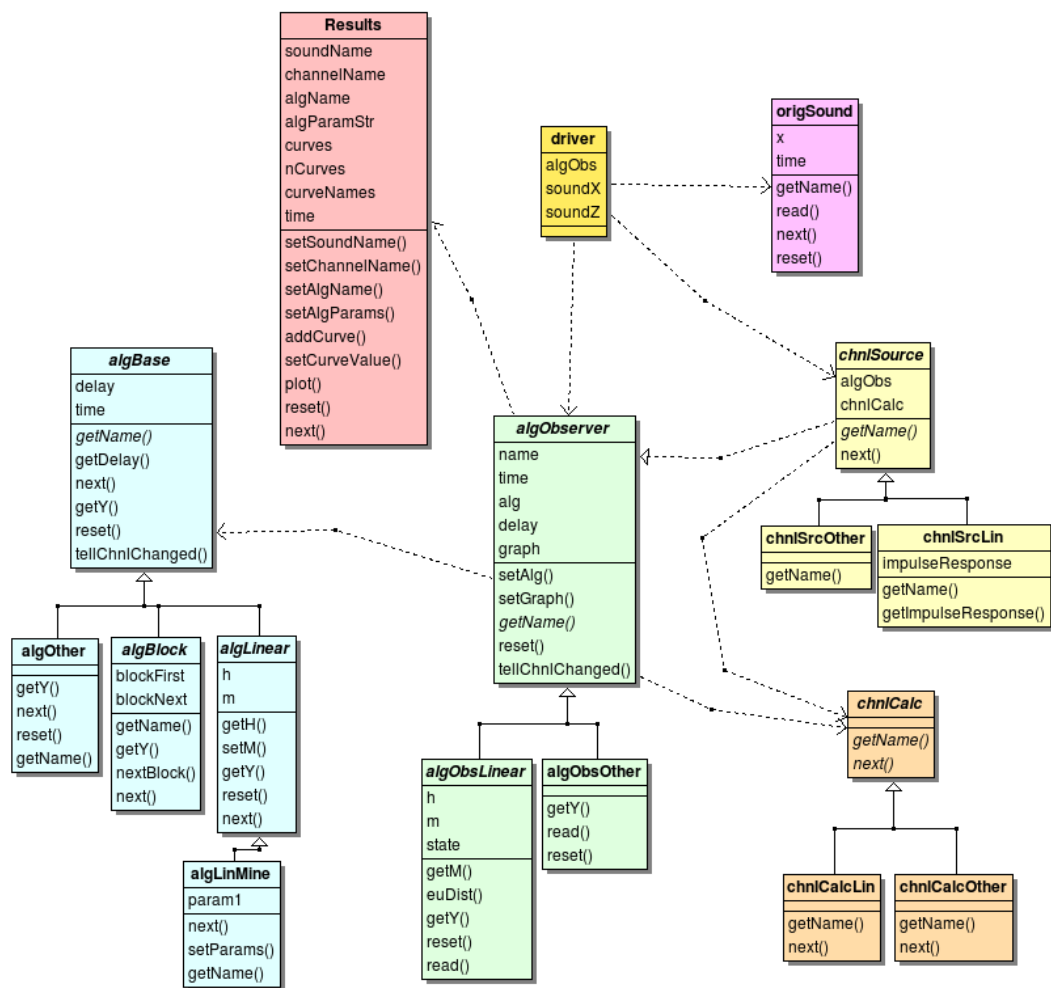 Results
soundName
channelName
algName
algParamStr
curves
nCurves
curveNames
time
setSoundName()
setChannelName()
setAlgName()
setAlgParams()
addCurve()
setCurveValue()
plot()
reset()
next()
driver
algObs
soundX
soundZ
origSound
x
time
getName()
read()
next()
reset()
algBase
delay
time
getName()
getDelay()
next()
getY()
reset()
tellChnlChanged()
algObserver
name
time
alg
delay
graph
setAlg()
setGraph()
getName()
reset()
tellChnlChanged()
chnlSource
algObs
chnlCalc
getName()
next()
chnlSrcOther
getName()
chnlSrcLin
impulseResponse
getName()
getImpulseResponse()
algOther
getY()
next()
reset()
getName()
algBlock
blockFirst
blockNext
getName()
getY()
nextBlock()
next()
algLinear
h
m
getH()
setM()
getY()
reset()
next()
algLinMine
param1
next()
setParams()
getName()
algObsLinear
h
m
state
getM()
euDist()
getY()
reset()
read()
algObsOther
getY()
read()
reset()
chnlCalc
getName()
next()
chnlCalcLin
getName()
next()
chnlCalcOther
getName()
next()